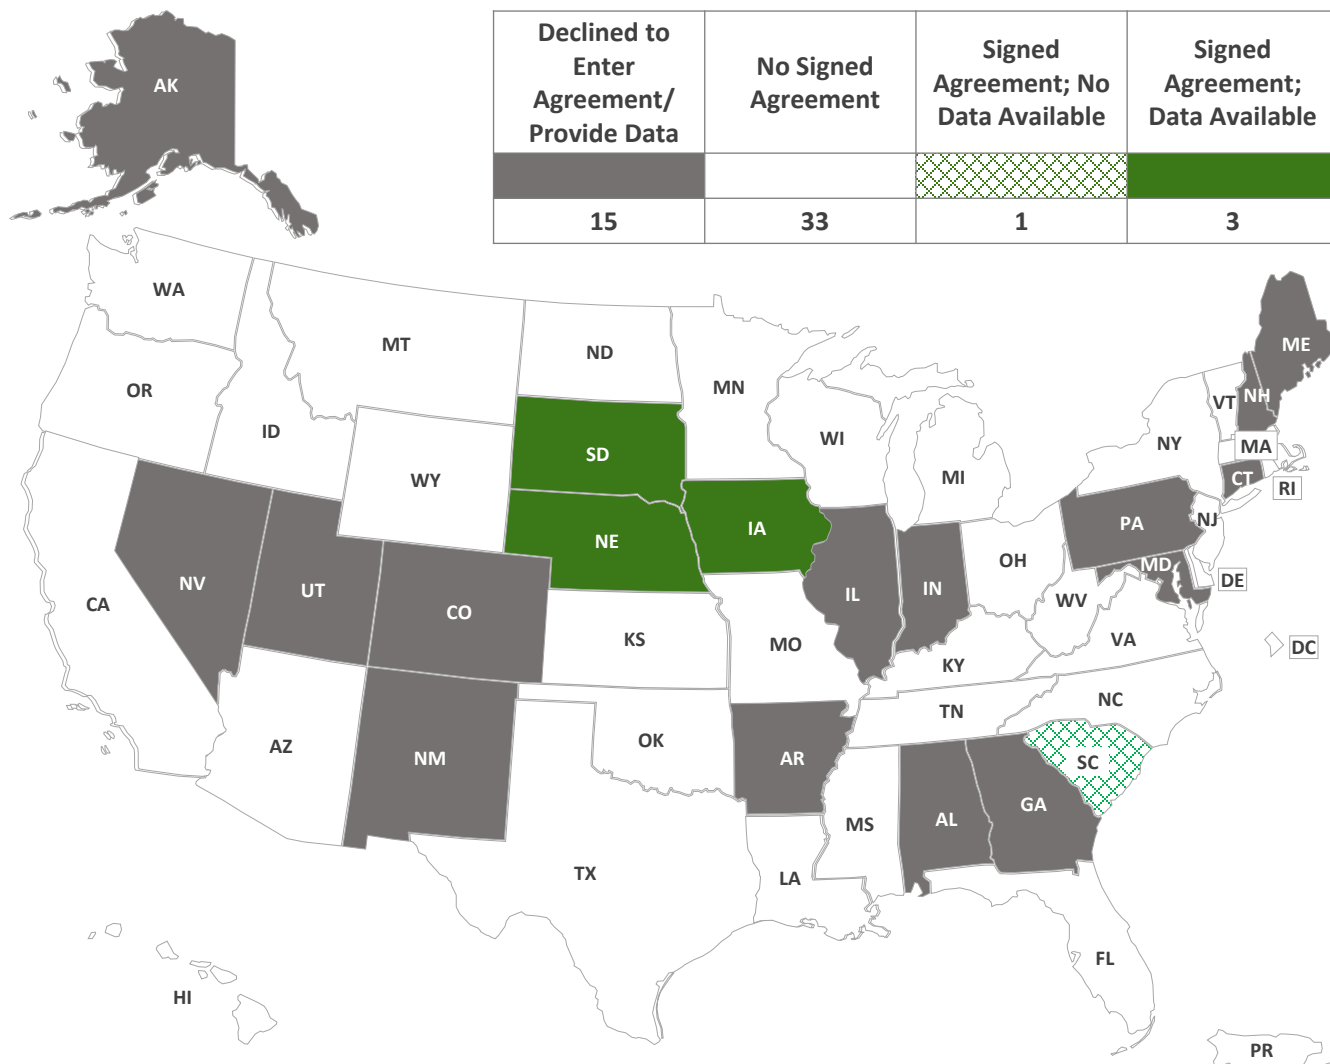 Declined to
Enter
Agreement/
Provide Data
No Signed
Agreement
Signed
Agreement; No
Data Available
Signed
Agreement;
Data Available
15 33 1 3
AK
WA
MT
ND
MN
OR
ID
WY
SD
WI
MI
NY
VT
NH
ME
MA
CT
RI
NE
IA
PA
NJ
NV
UT
CO
CA
KS
MO
IL
IN
OH
MD
DE
WV
VA
DC
KY
AZ
NM
OK
AR
TN
NC
SC
TX
LA
MS
AL
GA
FL
HI
PR